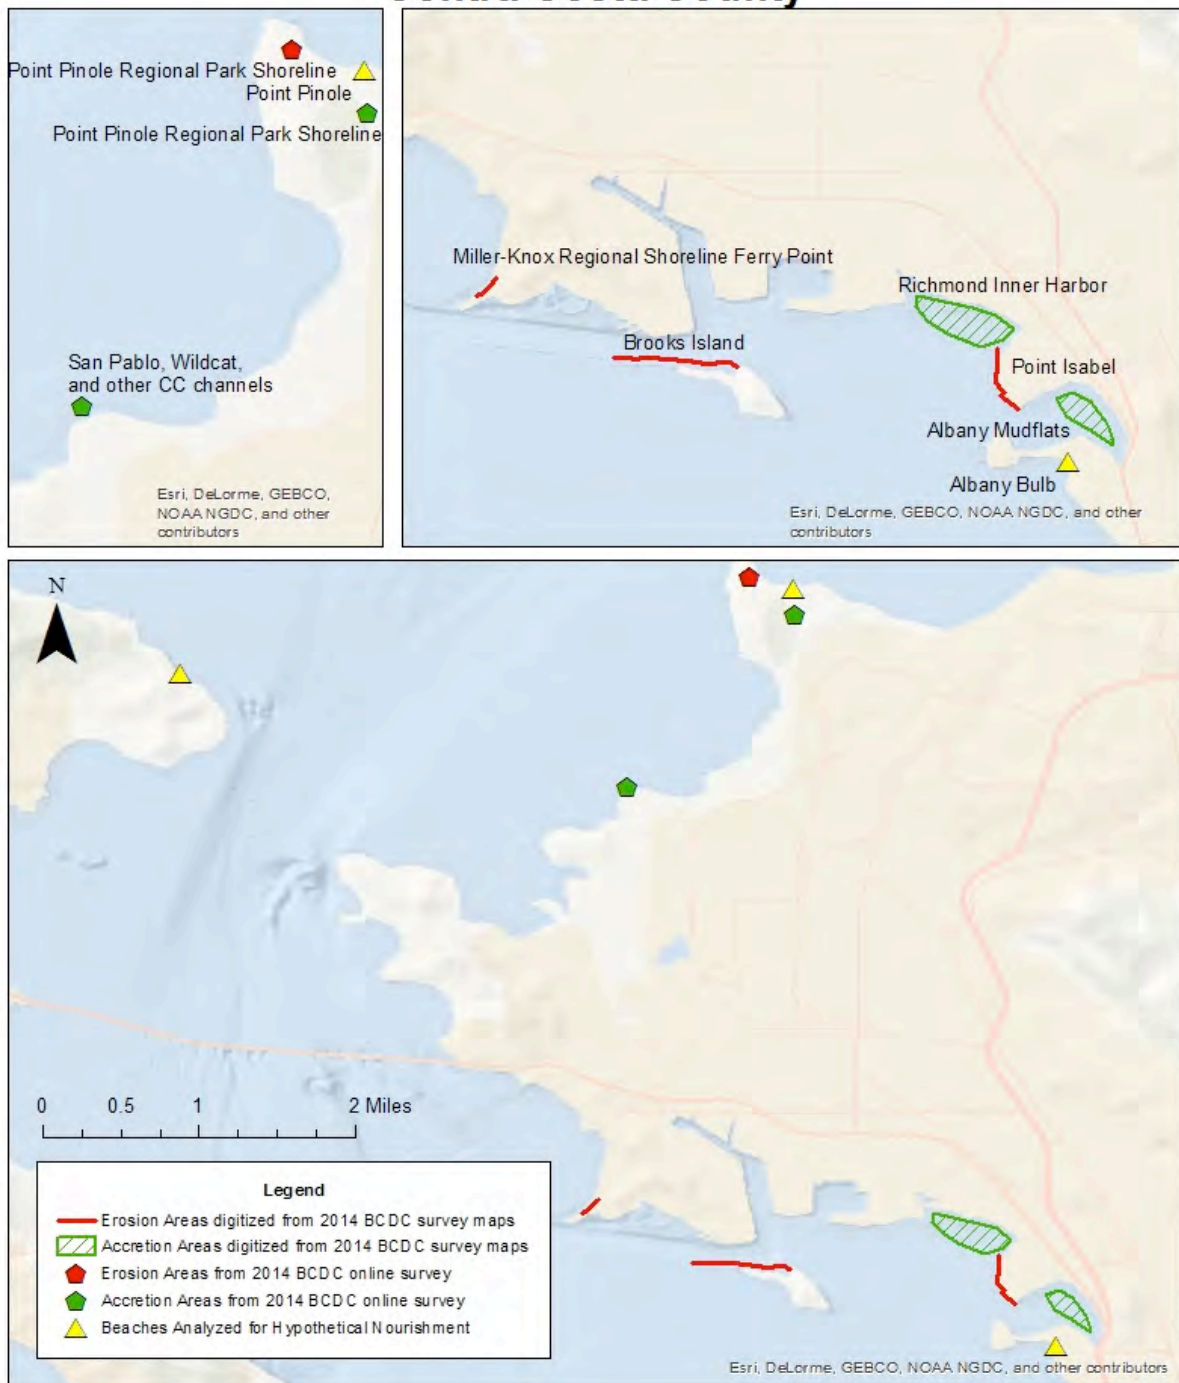 Point Pinole Regional Park Shoreline
Point Pinole
Point Pinole Regional Park Shoreline
San Pablo, Wildcat,
and other CC channels
Esri, DeLorme, GEBCO,
NOAA NGDC, and other
contributors
Miller-Knox Regional Shoreline Ferry Point
Richmond Inner Harbor
Brooks Island
Point Isabel
Albany Mudflats
Albany Bulb
Esri, DeLorme, GEBCO, NOAA NGDC, and other
contributors
N
0 0.5 1 2 Miles
Legend
Erosion Areas digitized from 2014 BCDC survey maps
Accretion Areas digitized from 2014 BCDC survey maps
Erosion Areas from 2014 BCDC online survey
Accretion Areas from 2014 BCDC online survey
Beaches Analyzed for Hypothetical Nourishment
Esri, DeLorme, GEBCO, NOAA NGDC, and other contributors